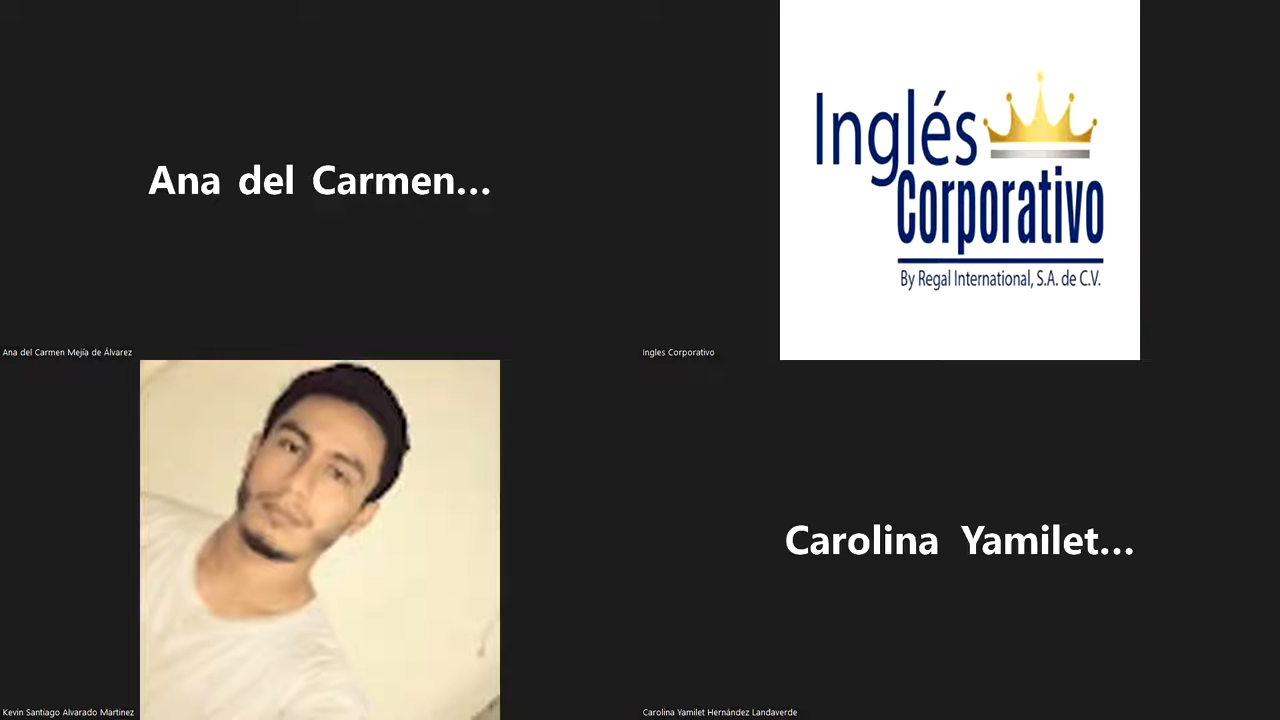 Ana del Carmen...
Ana del Carmen Mejía de Álvarez
Inglés
Corporativo
By Regal International, S.A. de C.V.
Ingles Corporativo
Kevin Santiago Alvarado Martinez
Carolina Yamilet...
Carolina Yamilet Hernández Landaverde